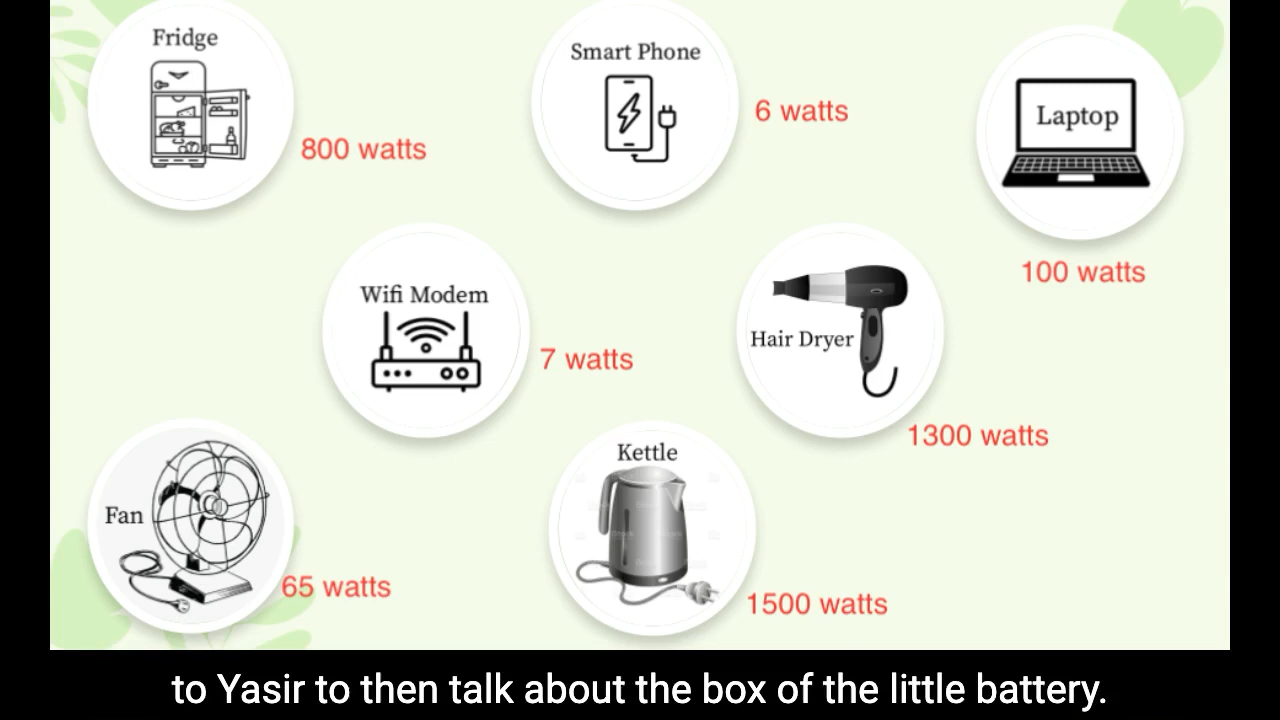 Fridge
800 watts
Smart Phone
6 watts
Laptop
100 watts
Wifi Modem
7 watts
Hair Dryer
1300 watts
Fan
65 watts
Kettle
1500 watts
to Yasir to then talk about the box of the little battery.